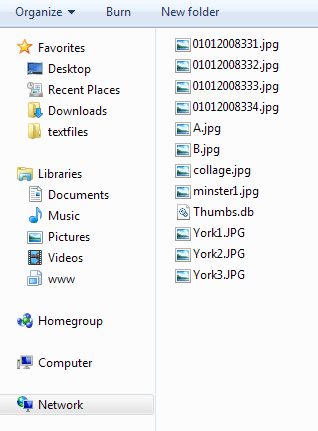 Organize Burn New folder
Favorites
Desktop
Recent Places
Downloads
textfiles
Libraries
Documents
Music
Pictures
Videos
www
Homegroup
Computer
Network
01012008331.jpg
01012008332.jpg
01012008333.jpg
01012008334.jpg
A.jpg
B.jpg
collage.jpg
minster1.jpg
Thumbs.db
York1.JPG
York2.JPG
York3.JPG